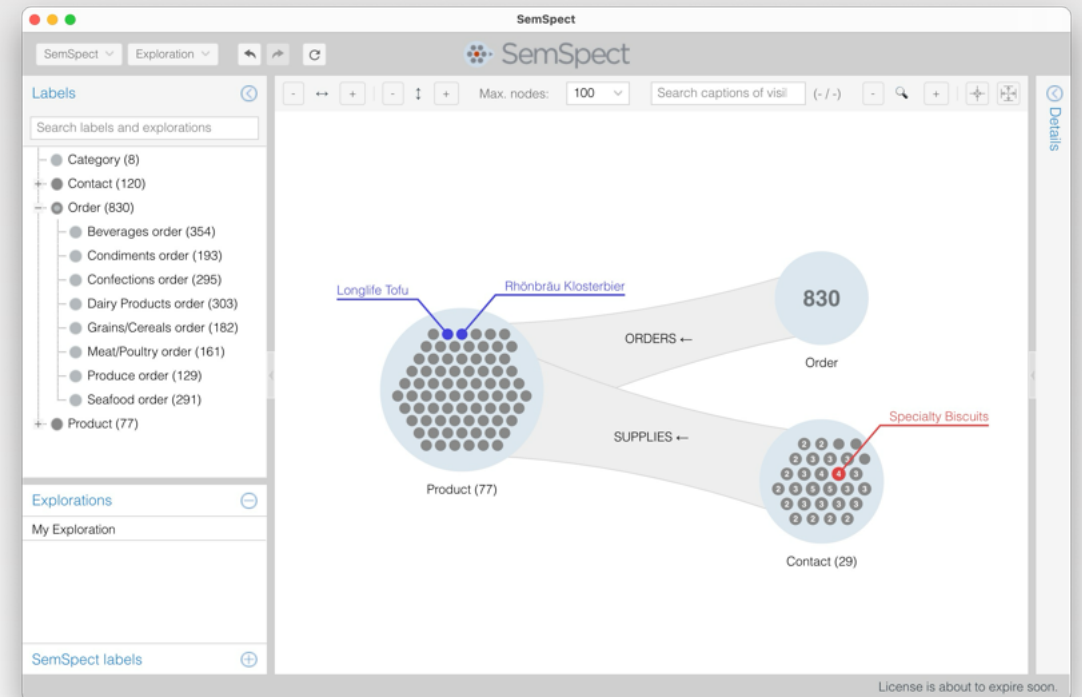 SemSpect
SemSpect
Exploration
SemSpect
Labels
- ↔ + - ↕ + Max. nodes: 100 Search captions of visil (- / -) - +
Details
Search labels and explorations
Category (8)
Contact (120)
Order (830)
Beverages order (354)
Condiments order (193)
Confections order (295)
Dairy Products order (303)
Grains/Cereals order (182)
Meat/Poultry order (161)
Produce order (129)
Seafood order (291)
Product (77)
Explorations
My Exploration
SemSpect labels
Longlife Tofu
Rhönbräu Klosterbier
ORDERS ←
830
Order
SUPPLIES ←
Product (77)
Specialty Biscuits
Contact (29)
License is about to expire soon.